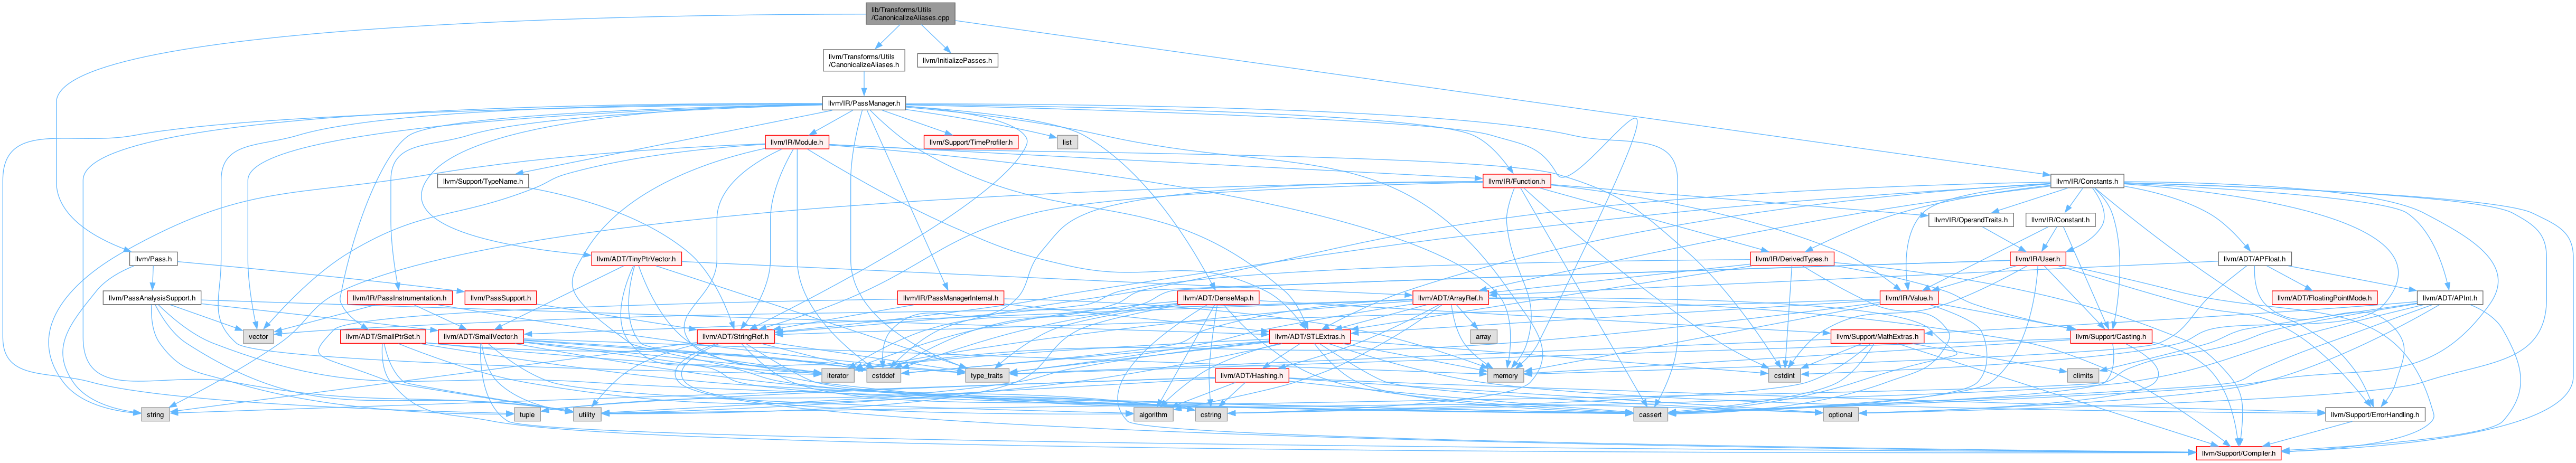 lib/Transforms/Utils
/CanonicalizeAliases.cpp
llvm/Transforms/Utils
/CanonicalizeAliases.h
llvm/InitializePasses.h
llvm/IR/PassManager.h
llvm/IR/Module.h
llvm/Support/TimeProfiler.h
list
llvm/Support/TypeName.h
llvm/IR/Function.h
llvm/IR/Constants.h
llvm/IR/OperandTraits.h
llvm/IR/Constant.h
llvm/Pass.h
llvm/ADT/TinyPtrVector.h
llvm/IR/DerivedTypes.h
llvm/IR/User.h
llvm/ADT/APFloat.h
llvm/PassAnalysisSupport.h
llvm/IR/PassInstrumentation.h
llvm/PassSupport.h
llvm/IR/PassManagerInternal.h
llvm/ADT/DenseMap.h
llvm/ADT/ArrayRef.h
llvm/IR/Value.h
llvm/ADT/FloatingPointMode.h
llvm/ADT/APInt.h
vector
llvm/ADT/SmallPtrSet.h
llvm/ADT/SmallVector.h
llvm/ADT/StringRef.h
llvm/ADT/STLExtras.h
array
llvm/Support/MathExtras.h
llvm/Support/Casting.h
iterator
cstddef
type_traits
llvm/ADT/Hashing.h
memory
cstdint
climits
string
tuple
utility
algorithm
cstring
cassert
optional
llvm/Support/ErrorHandling.h
llvm/Support/Compiler.h